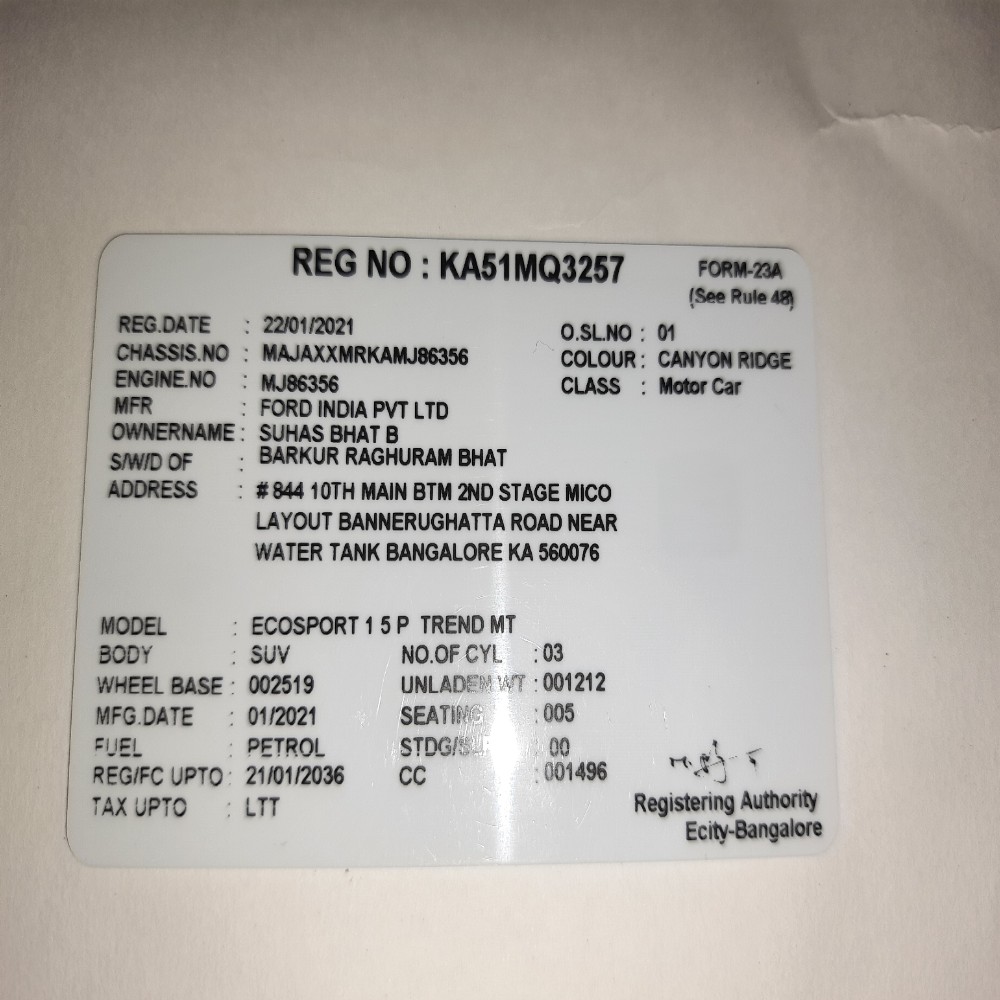 REG NO : KA51MQ3257
FORM-23A
(See Rule 48)
REG.DATE : 22/01/2021
O.SL.NO : 01
CHASSIS.NO : MAJAXXMRKAMJ86356
COLOUR : CANYON RIDGE
ENGINE.NO : MJ86356
CLASS : Motor Car
MFR : FORD INDIA PVT LTD
OWNERNAME : SUHAS BHAT B
S/W/D OF : BARKUR RAGHURAM BHAT
ADDRESS : # 844 10TH MAIN BTM 2ND STAGE MICO
LAYOUT BANNERUGHATTA ROAD NEAR
WATER TANK BANGALORE KA 560076
MODEL : ECOSPORT 1 5 P TREND MT
BODY : SUV NO.OF CYL : 03
WHEEL BASE : 002519 UNLADEN WT : 001212
MFG.DATE : 01/2021 SEATING : 005
FUEL : PETROL 00
REG/FC UPTO : 21/01/2036 CC : 001496
TAX UPTO : LTT
Registering Authority
Ecity-Bangalore